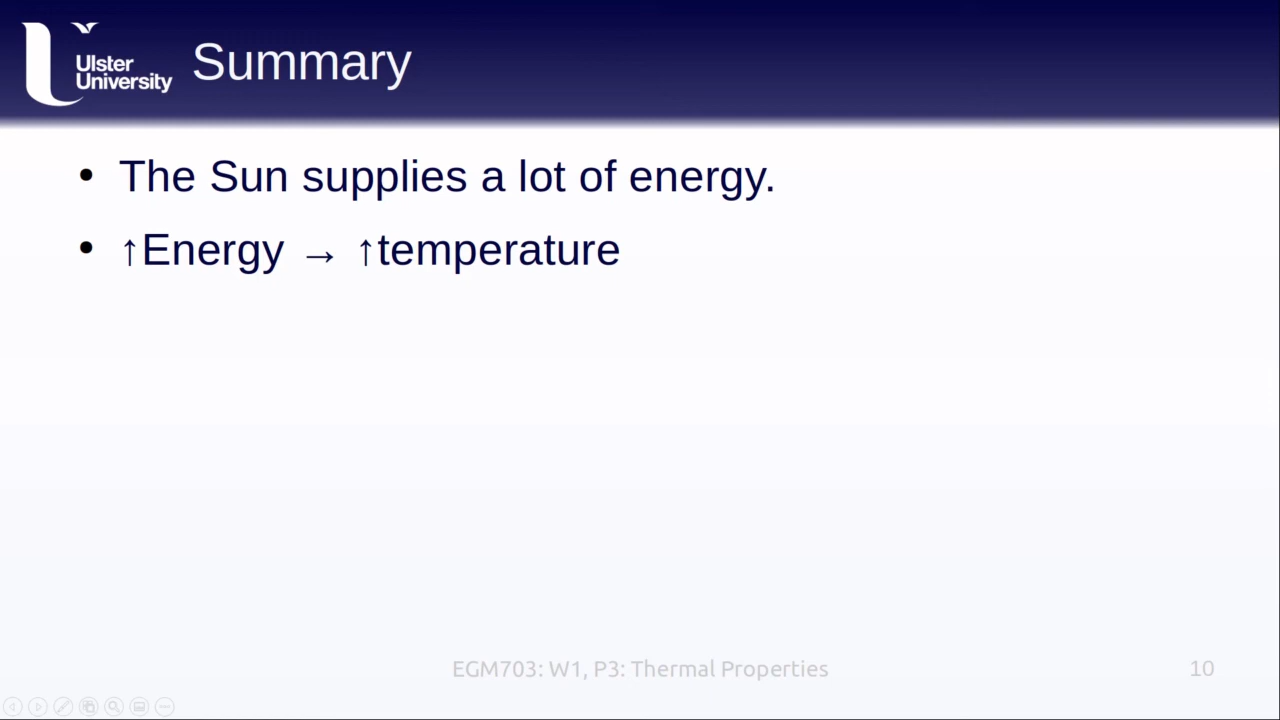 Ulster
University
Summary
• The Sun supplies a lot of energy.
• ↑Energy → ↑temperature
EGM703: W1, P3: Thermal Properties
10